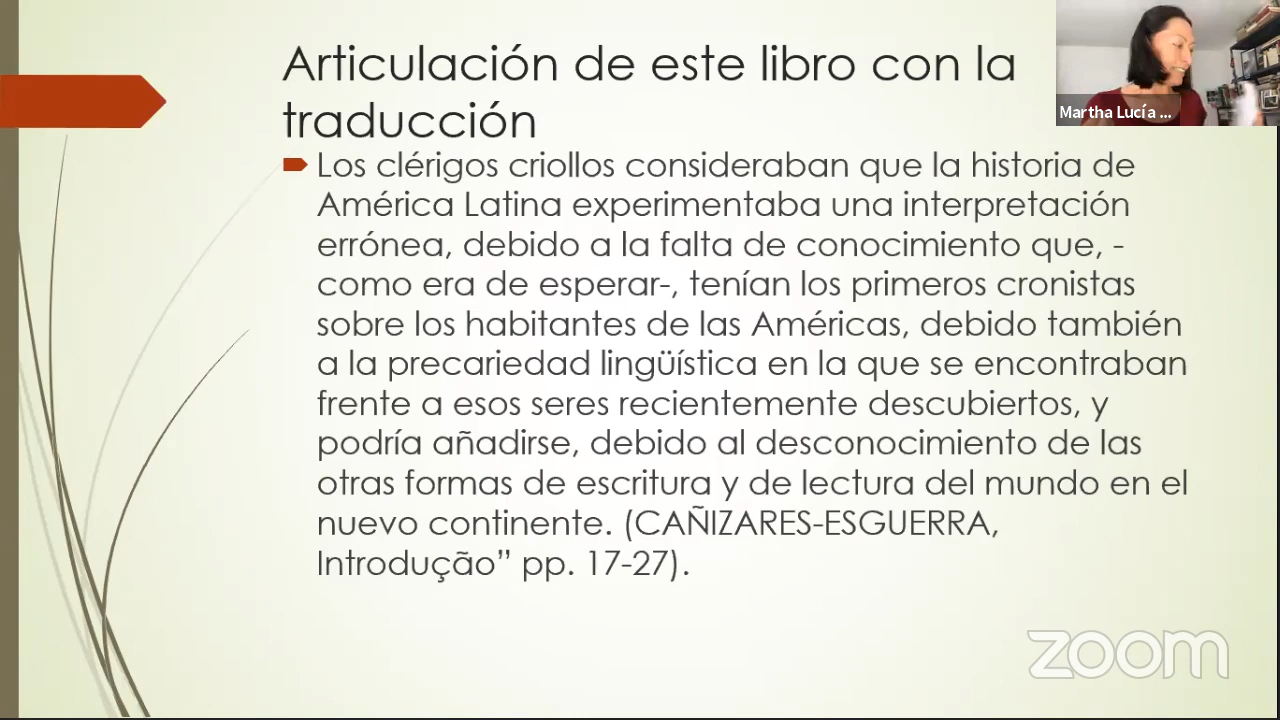 Articulación de este libro con la
traducción
Los clérigos criollos consideraban que la historia de
América Latina experimentaba una interpretación
errónea, debido a la falta de conocimiento que, -
como era de esperar-, tenían los primeros cronistas
sobre los habitantes de las Américas, debido también
a la precariedad lingüística en la que se encontraban
frente a esos seres recientemente descubiertos, y
podría añadirse, debido al desconocimiento de las
otras formas de escritura y de lectura del mundo en el
nuevo continente. (CAÑIZARES-ESGUERRA,
Introdução” pp. 17-27).
Martha Lucía ...
zoom